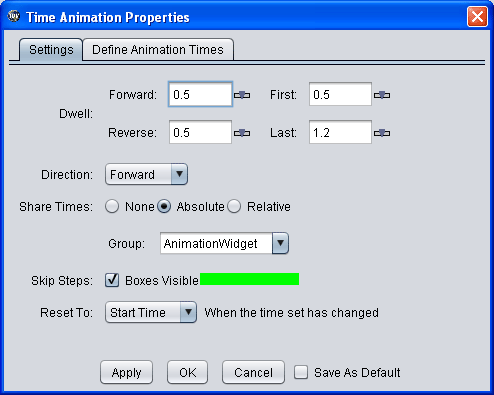 Time Animation Properties
Settings Define Animation Times
Dwell:
Forward: 0.5 First: 0.5
Reverse: 0.5 Last: 1.2
Direction: Forward
Share Times: None Absolute Relative
Group: AnimationWidget
Skip Steps: Boxes Visible
Reset To: Start Time When the time set has changed
Apply OK Cancel Save As Default